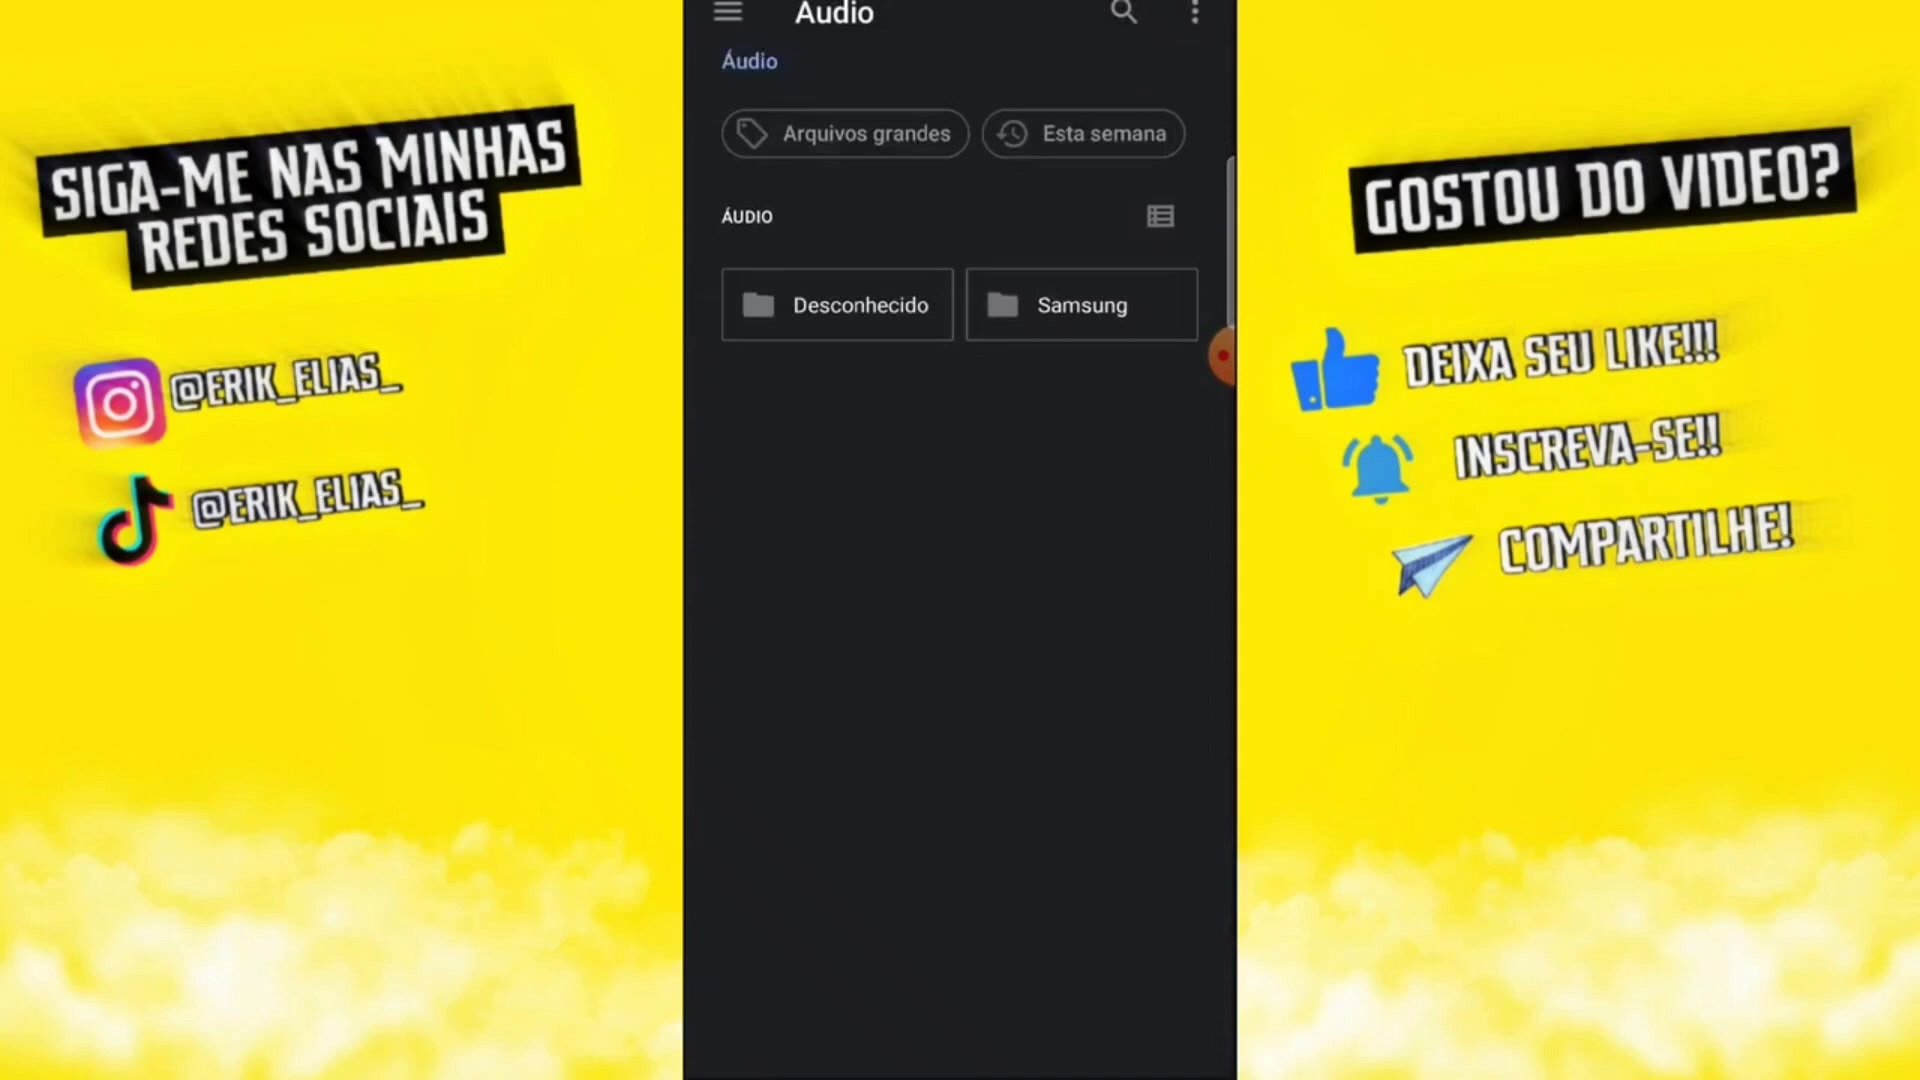 SIGA-ME NAS MINHAS
REDES SOCIAIS
@ERIK_ELIAS_
@ERIK_ELIAS_
Áudio
Áudio
Arquivos grandes
Esta semana
ÁUDIO
Desconhecido
Samsung
GOSTOU DO VIDEO?
DEIXA SEU LIKE!!!
INSCREVA-SE!!
COMPARTILHE!